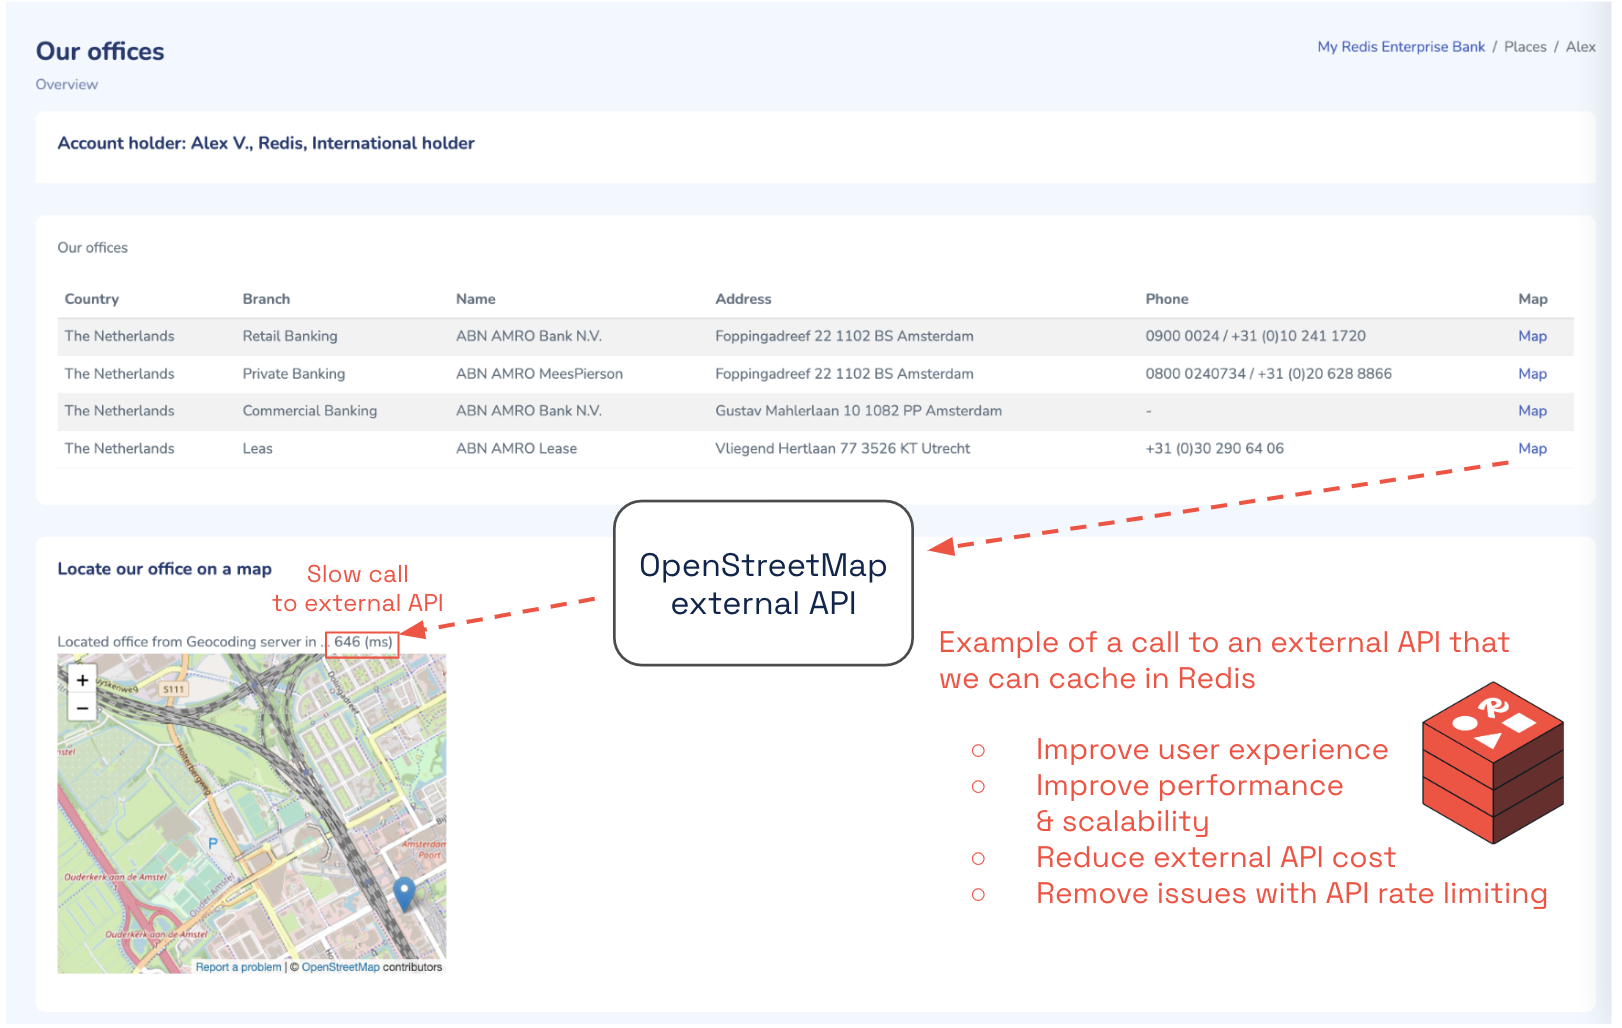 Our offices
My Redis Enterprise Bank / Places / Alex
Overview
Account holder: Alex V., Redis, International holder
Our offices
Country Branch Name Address Phone Map
The Netherlands Retail Banking ABN AMRO Bank N.V. Foppingadreef 22 1102 BS Amsterdam 0900 0024 / +31 (0)10 241 1720 Map
The Netherlands Private Banking ABN AMRO MeesPierson Foppingadreef 22 1102 BS Amsterdam 0800 0240734 / +31 (0)20 628 8866 Map
The Netherlands Commercial Banking ABN AMRO Bank N.V. Gustav Mahlerlaan 10 1082 PP Amsterdam - Map
The Netherlands Leas ABN AMRO Lease Vliegend Hertlaan 77 3526 KT Utrecht +31 (0)30 290 64 06 Map
OpenStreetMap
external API
Locate our office on a map
Slow call
to external API
Located office from Geocoding server in ... 646 (ms)
+
−
S111
Dolingadreef
Holterbergweg
P
Amsterdam
Poort
Ouderkerk aan de Amstel
Ouderkerk aan de Amstel
Report a problem | © OpenStreetMap contributors
Example of a call to an external API that
we can cache in Redis
○ Improve user experience
○ Improve performance
& scalability
○ Reduce external API cost
○ Remove issues with API rate limiting